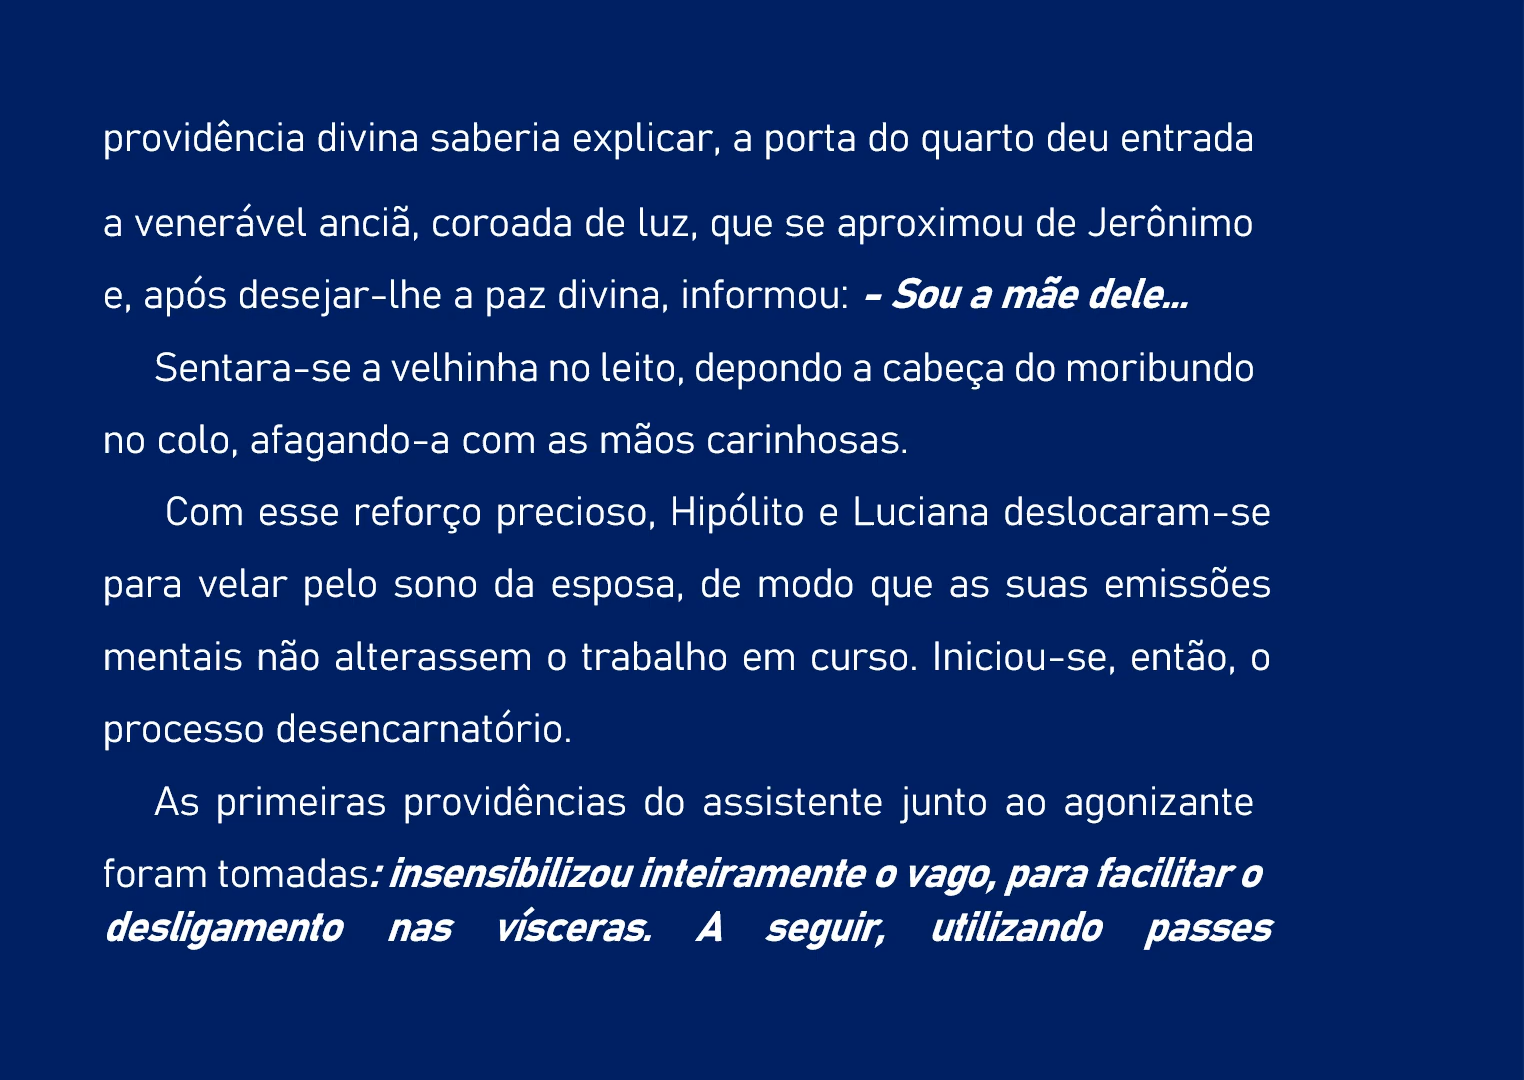 providência divina saberia explicar, a porta do quarto deu entrada
a venerável anciã, coroada de luz, que se aproximou de Jerônimo
e, após desejar-lhe a paz divina, informou: - Sou a mãe dele...
Sentara-se a velhinha no leito, depondo a cabeça do moribundo
no colo, afagando-a com as mãos carinhosas.
Com esse reforço precioso, Hipólito e Luciana deslocaram-se
para velar pelo sono da esposa, de modo que as suas emissões
mentais não alterassem o trabalho em curso. Iniciou-se, então, o
processo desencarnatório.
As primeiras providências do assistente junto ao agonizante
foram tomadas: insensibilizou inteiramente o vago, para facilitar o
desligamento nas vísceras. A seguir, utilizando passes